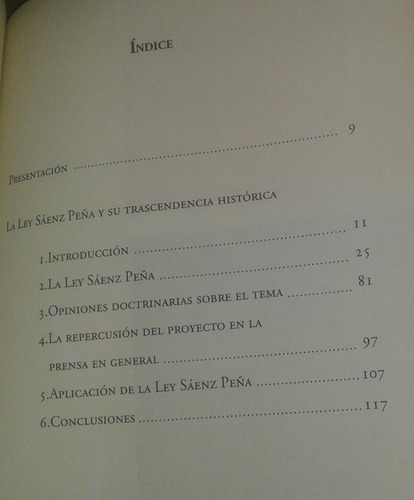 ÍNDICE
PRESENTACIÓN ........................................ 9
LA LEY SÁENZ PEÑA Y SU TRASCENDENCIA HISTÓRICA
1.INTRODUCCIÓN ........................................ 11
2.LA LEY SÁENZ PEÑA ........................................ 25
3.OPINIONES DOCTRINARIAS SOBRE EL TEMA ............... 81
4.LA REPERCUSIÓN DEL PROYECTO EN LA
PRENSA EN GENERAL ................................... 97
5.APLICACIÓN DE LA LEY SÁENZ PEÑA .................... 107
6.CONCLUSIONES ........................................ 117